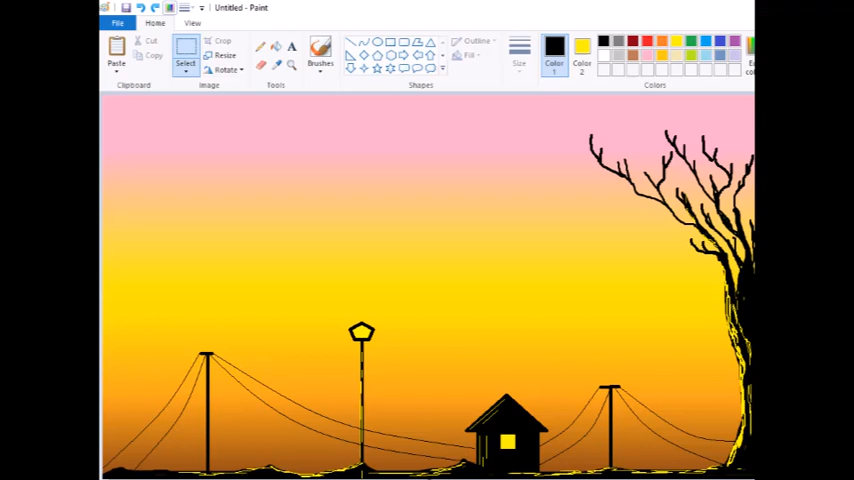 Untitled - Paint
File Home View
Paste
Cut
Copy
Clipboard
Select
Crop
Resize
Rotate
Image
A
Tools
Brushes
Outline
Fill
Shapes
Size
Color
1
Color
2
Colors